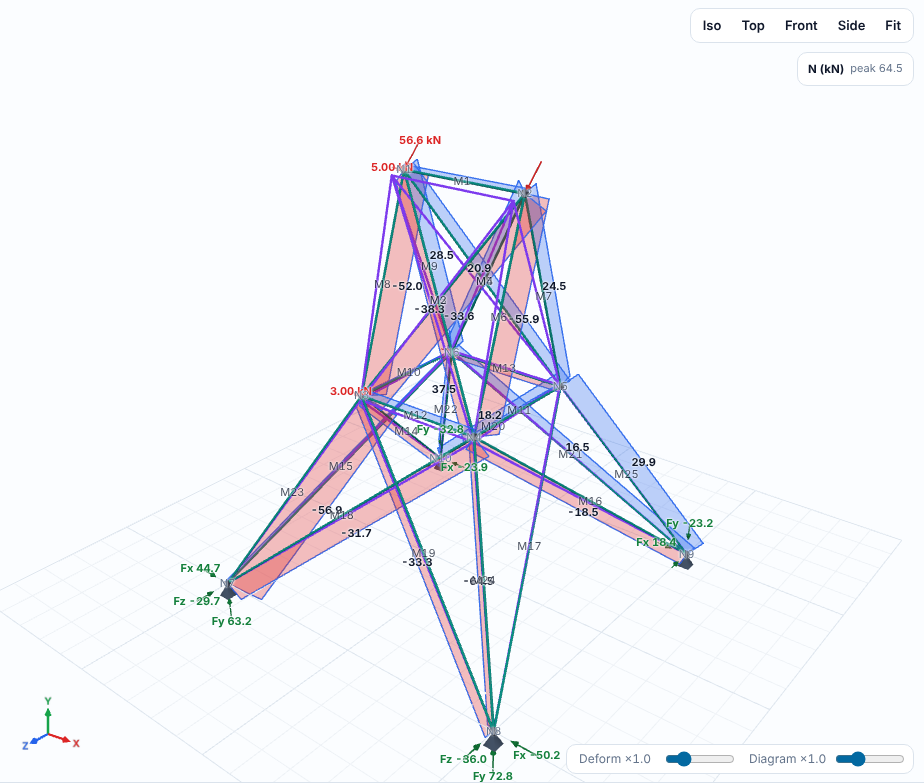 Iso Top Front Side Fit
N (kN) peak 64.5
56.6 kN
5.00 kN
M1
N2
28.5
M9
20.9
M4
M8
-52.0
24.5
M7
M2
-38.3
-33.6
M6
-55.9
M10
M13
N5
3.00 kN
37.5
M22
M12
18.2
M11
M20
M14
Fy -32.8
N10
Fx -23.9
16.5
M21
M15
29.9
M25
M23
-56.9
M18
M16
-18.5
Fy -23.2
-31.7
Fx 18.4
N9
M17
M19
-33.3
Fx 44.7
N7
Fz -29.7
Fy 63.2
N8
Fz -36.0
Fx -50.2
Fy 72.8
Y
Z
X
Deform ×1.0
Diagram ×1.0